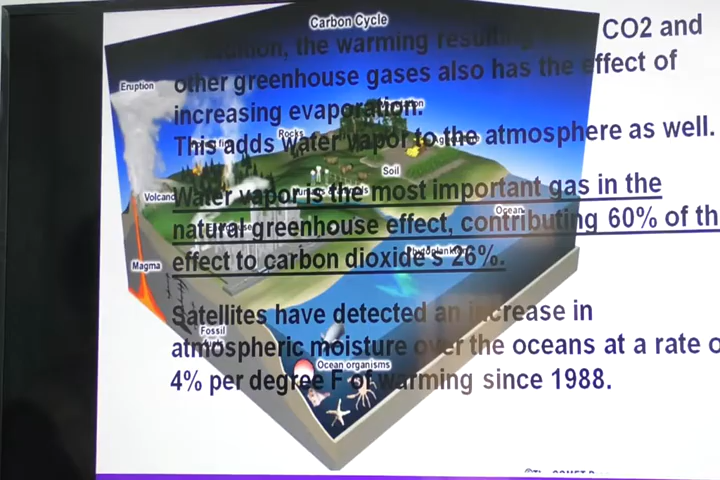 Carbon Cycle
the warming CO2 and
other greenhouse gases also has the effect of
Eruption
increasing evaporation.
Rocks
This adds water vapor to the atmosphere as well.
Soil
Volcano
Water vapor is the most important gas in the
Ocean
natural greenhouse effect, contributing 60% of th
Magma
effect to carbon dioxide's 26%.
Satellites have detected an increase in
Fossil
atmospheric moisture over the oceans at a rate o
Ocean organisms
4% per degree F of warming since 1988.